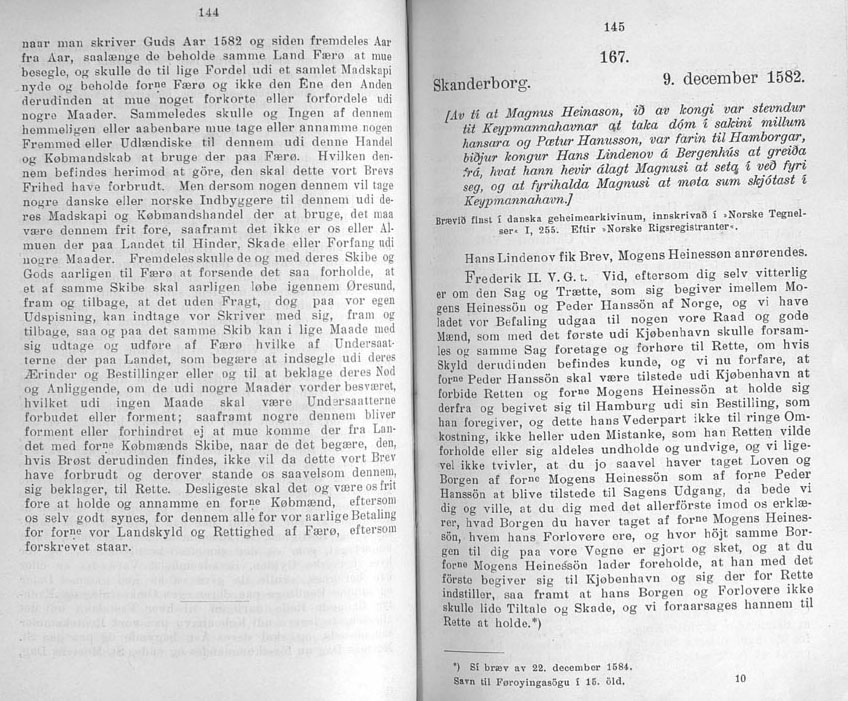 144
naar man skriver Guds Aar 1582 og siden fremdeles Aar
fra Aar, saalænge de beholde samme Land Færø at mue
besegle, og skulle de til lige Fordel udi et samlet Madskapi
nyde og beholde forne Færø og ikke den Ene den Anden
derudinden at mue noget forkorte eller forfordele udi
nogre Maader. Sammeledes skulle og Ingen af dennem
hemmeligen eller aabenbare mue tage eller annamme nogen
Fremmed eller Udlændiske til dennem udi denne Handel
og Købmandskab at bruge der paa Færø. Hvilken den-
nem befindes herimod at göre, den skal dette vort Brevs
Frihed have forbrudt. Men dersom nogen dennem vil tage
nogre danske eller norske Indbyggere til dennem udi de-
res Madskapi og Købmandshandel der at bruge, det maa
være dennem frit fore, saaframt det ikke er os eller Al-
muen der paa Landet til Hinder, Skade eller Forfang udi
nogre Maader. Fremdeles skulle de og med deres Skibe og
Gods aarligen til Færø at forsende det saa forholde, at
et af samme Skibe skal aarligen løbe igennem Øresund,
fram og tilbage, at det uden Fragt, dog paa vor egen
Udspisning, kan indtage vor Skriver med sig, fram og
tilbage, saa og paa det samme Skib kan i lige Maade med
sig udtage og udføre af Færø hvilke af Undersaat-
terne der paa Landet, som begære at indsegle udi deres
Ærinder og Bestillinger eller og til at beklage deres Nød
og Anliggende, om de udi nogre Maader vorder besværet,
hvilket udi ingen Maade skal være Undersaatterne
forbudet eller forment; saaframt nogre dennem bliver
forment eller forhindret ej at mue komme der fra Lan-
det med forne Købmænds Skibe, naar de det begære, den,
hvis Brøst derudinden findes, ikke vil da dette vort Brev
have forbrudt og derover stande os saavelsom dennem,
sig beklager, til Rette. Desligeste skal det og være os frit
fore at holde og annamme en forne Købmænd, eftersom
os selv godt synes, for dennem alle for vor aarlige Betaling
for forne vor Landskyld og Rettighed af Færø, eftersom
forskrevet staar.
145
167.
Skanderborg. 9. december 1582.
[Av tí at Magnus Heinason, ið av kongi var stevndur
tit Keypmannahavnar at taka dóm í sakini millum
hansara og Pætur Hanusson, var farin til Hamborgar,
biðjur kongur Hans Lindenov á Bergenhús at greiða
frá, hvat hann hevir álagt Magnusi at seta í veð fyri
seg, og at fyrihalda Magnusi at møta sum skjótast í
Keypmannahavn.]
Brævið finst í danska geheimearkivinum, innskrivað í »Norske Tegnel-
ser« I, 255. Eftir »Norske Rigsregistranter«.
Hans Lindenov fik Brev, Mogens Heinessøn anrørendes.
Frederik II. V. G. t. Vid, eftersom dig selv vitterlig
er om den Sag og Trætte, som sig begiver imellem Mo-
gens Heinessön og Peder Hanssön af Norge, og vi have
ladet vor Befaling udgaa til nogen vore Raad og gode
Mænd, som med det første udi Kjøbenhavn skulle forsam-
les og samme Sag foretage og forhøre til Rette, om hvis
Skyld derudinden befindes kunde, og vi nu forfare, at
forne Peder Hanssön skal være tilstede udi Kjøbenhavn at
forbide Retten og forne Mogens Heinessön at holde sig
derfra og begivet sig til Hamburg udi sin Bestilling, som
han foregiver, og dette hans Vederpart ikke til ringe Om-
kostning, ikke heller uden Mistanke, som han Retten vilde
forholde eller sig aldeles undholde og undvige, og vi lige-
vel ikke tvivler, at du jo saavel haver taget Loven og
Borgen af forne Mogens Heinessön som af forne Peder
Hanssön at blive tilstede til Sagens Udgang, da bede vi
dig og ville, at du dig med det allerförste imod os erklæ-
rer, hvad Borgen du haver taget af forne Mogens Heines-
sön, hvem hans Forlovere ere, og hvor höjt samme Bor-
gen til dig paa vore Vegne er gjort og sket, og at du
forne Mogens Heinessön lader foreholde, at han med det
förste begiver sig til Kjøbenhavn og sig der for Rette
indstiller, saa framt at hans Borgen og Forlovere ikke
skulle lide Tiltale og Skade, og vi foraarsages hannem til
Rette at holde.*)
*) Sí bræv av 22. december 1584.
Savn til Føroyingasögu í 16. öld. 10